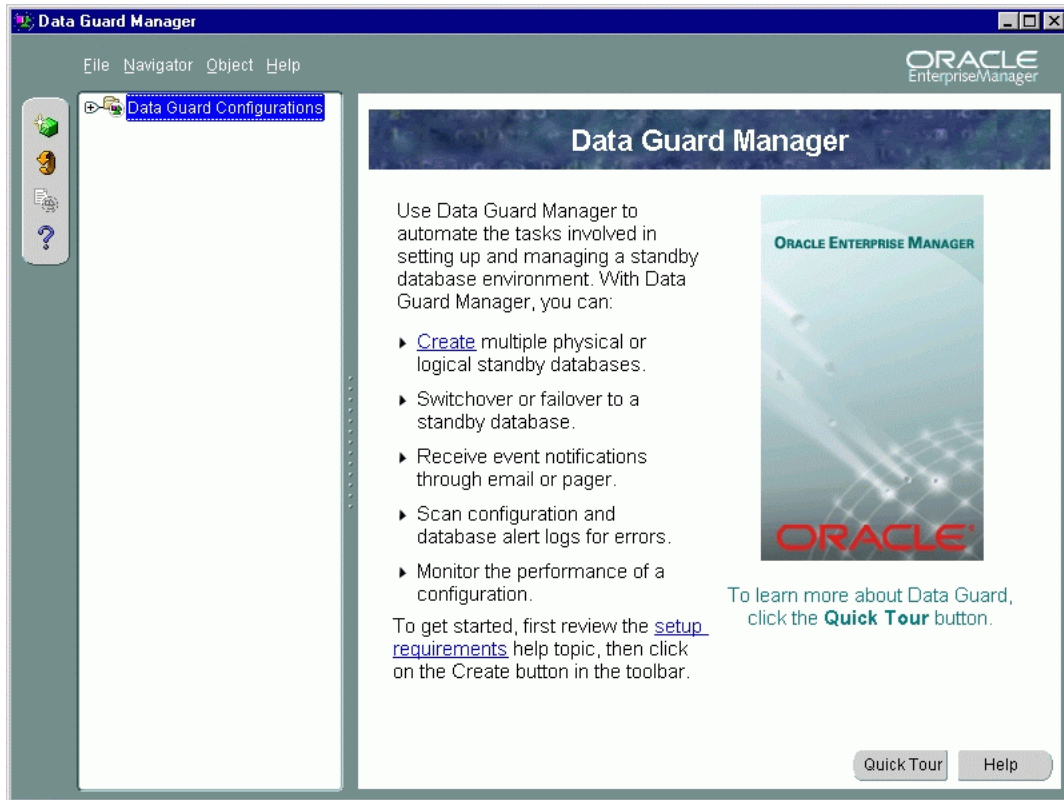 Data Guard Manager
File Navigator Object Help
ORACLE
EnterpriseManager
Data Guard Configurations
Data Guard Manager
Use Data Guard Manager to
automate the tasks involved in
setting up and managing a standby
database environment. With Data
Guard Manager, you can:
Create multiple physical or
logical standby databases.
Switchover or failover to a
standby database.
Receive event notifications
through email or pager.
Scan configuration and
database alert logs for errors.
Monitor the performance of a
configuration.
To get started, first review the setup
requirements help topic, then click
on the Create button in the toolbar.
ORACLE ENTERPRISE MANAGER
ORACLE
To learn more about Data Guard,
click the Quick Tour button.
Quick Tour
Help